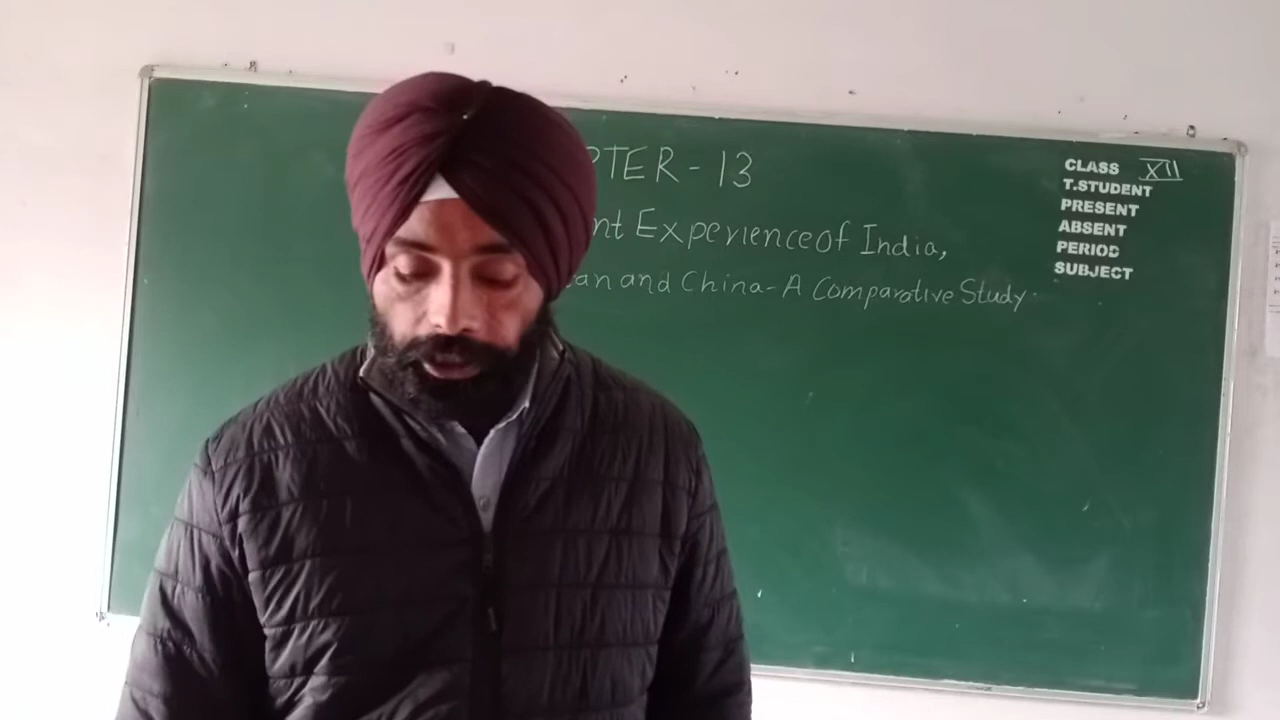 PTER - 13
nt Experience of India,
an and China - A Comparative Study.
CLASS XII
T.STUDENT
PRESENT
ABSENT
PERIOD
SUBJECT